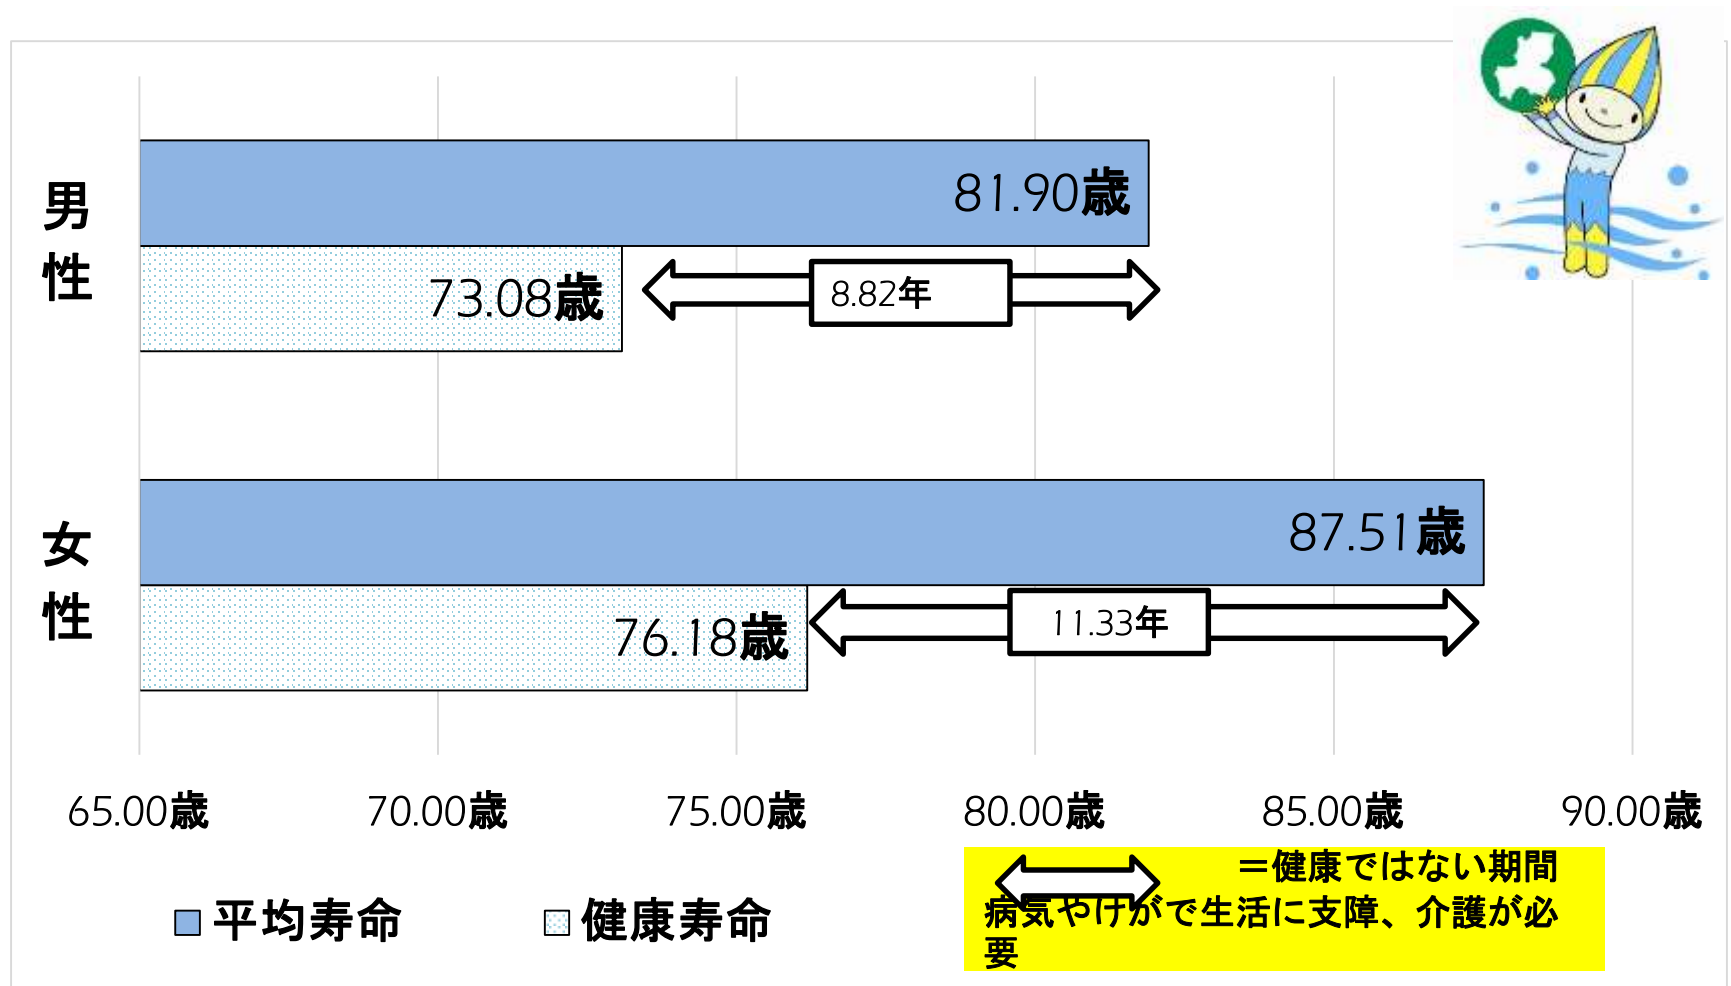 男性
81.90歳
73.08歳
8.82年
女性
87.51歳
76.18歳
11.33年
65.00歳 70.00歳 75.00歳 80.00歳 85.00歳 90.00歳
平均寿命 健康寿命
＝健康ではない期間
病気やけがで生活に支障、介護が必
要